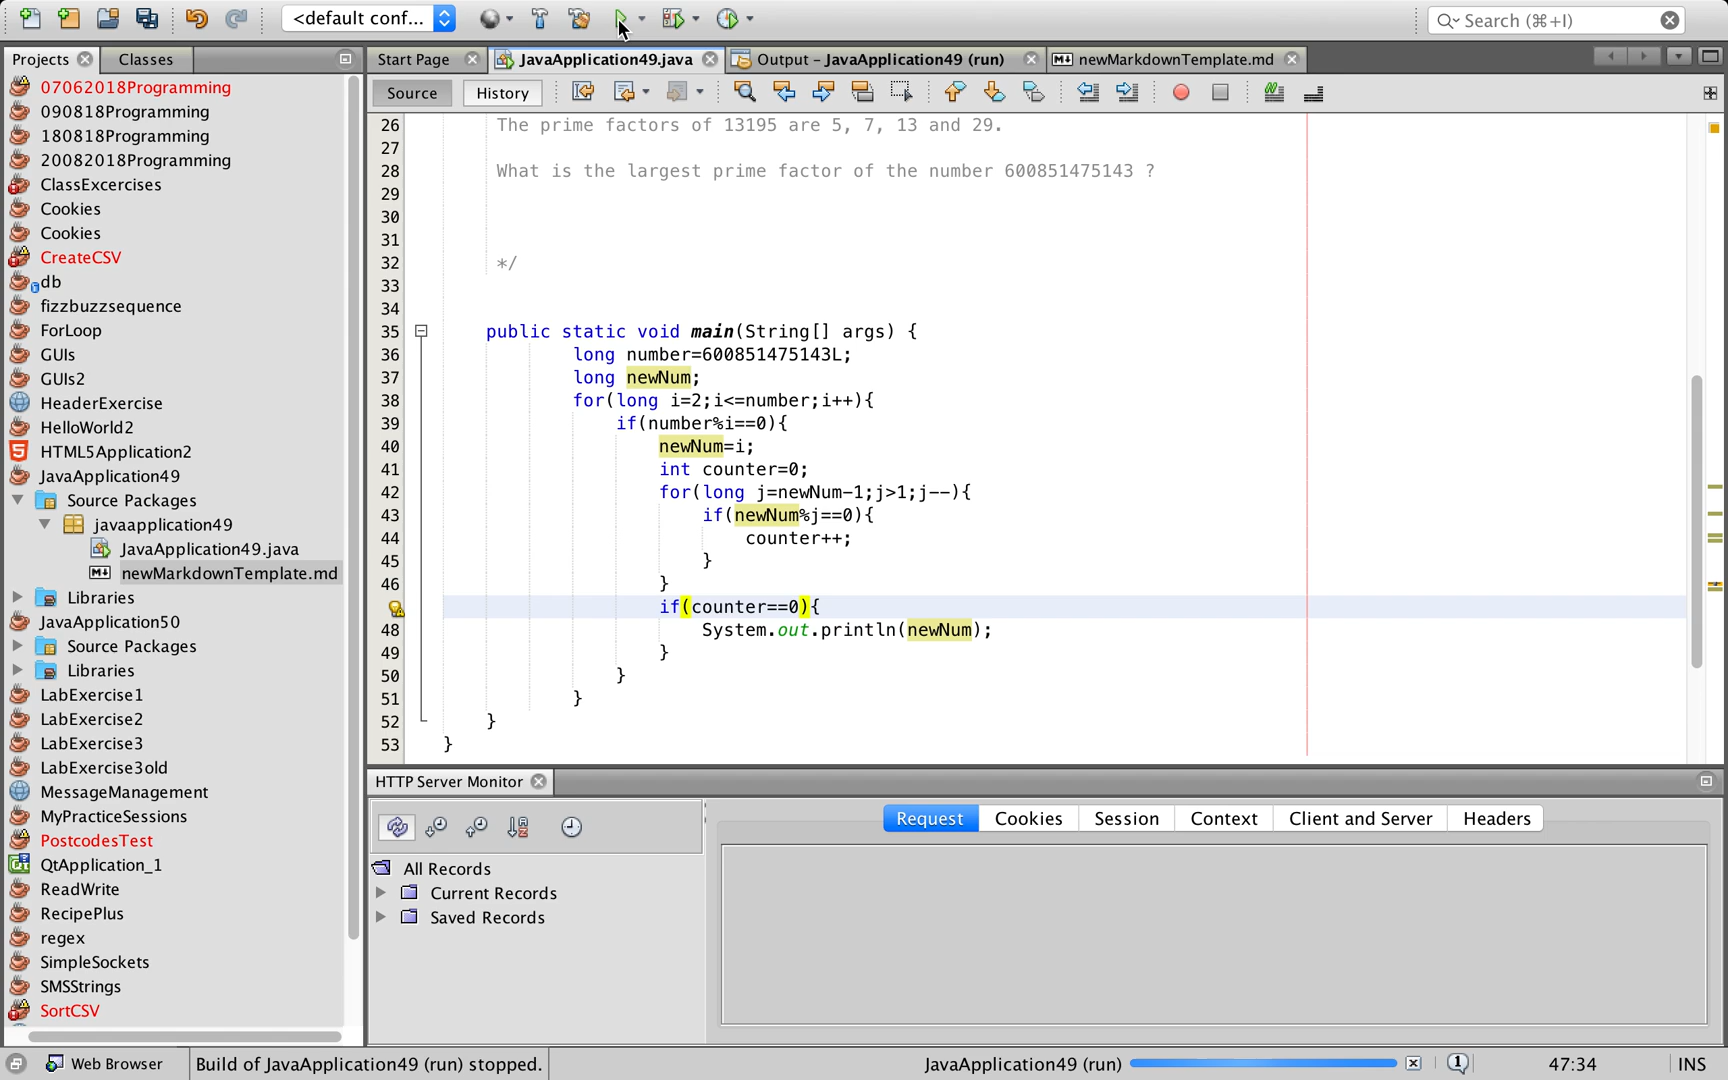 <default conf...
Search (⌘+I)
Projects
Classes
Start Page
JavaApplication49.java
Output – JavaApplication49 (run)
newMarkdownTemplate.md
Source
History
07062018Programming
090818Programming
180818Programming
20082018Programming
ClassExcercises
Cookies
Cookies
CreateCSV
db
fizzbuzzsequence
ForLoop
GUIs
GUIs2
HeaderExercise
HelloWorld2
HTML5Application2
JavaApplication49
Source Packages
javaapplication49
JavaApplication49.java
newMarkdownTemplate.md
Libraries
JavaApplication50
Source Packages
Libraries
LabExercise1
LabExercise2
LabExercise3
LabExercise3old
MessageManagement
MyPracticeSessions
PostcodesTest
QtApplication_1
ReadWrite
RecipePlus
regex
SimpleSockets
SMSStrings
SortCSV
26 The prime factors of 13195 are 5, 7, 13 and 29.
27
28 What is the largest prime factor of the number 600851475143 ?
29
30
31
32 */
33
34
35 public static void main(String[] args) {
36 long number=600851475143L;
37 long newNum;
38 for(long i=2;i<=number;i++){
39 if(number%i==0){
40 newNum=i;
41 int counter=0;
42 for(long j=newNum-1;j>1;j--){
43 if(newNum%j==0){
44 counter++;
45 }
46 }
if(counter==0){
48 System.out.println(newNum);
49 }
50 }
51 }
52 }
53 }
HTTP Server Monitor
All Records
Current Records
Saved Records
Request
Cookies
Session
Context
Client and Server
Headers
Web Browser
Build of JavaApplication49 (run) stopped.
JavaApplication49 (run)
1
47:34
INS